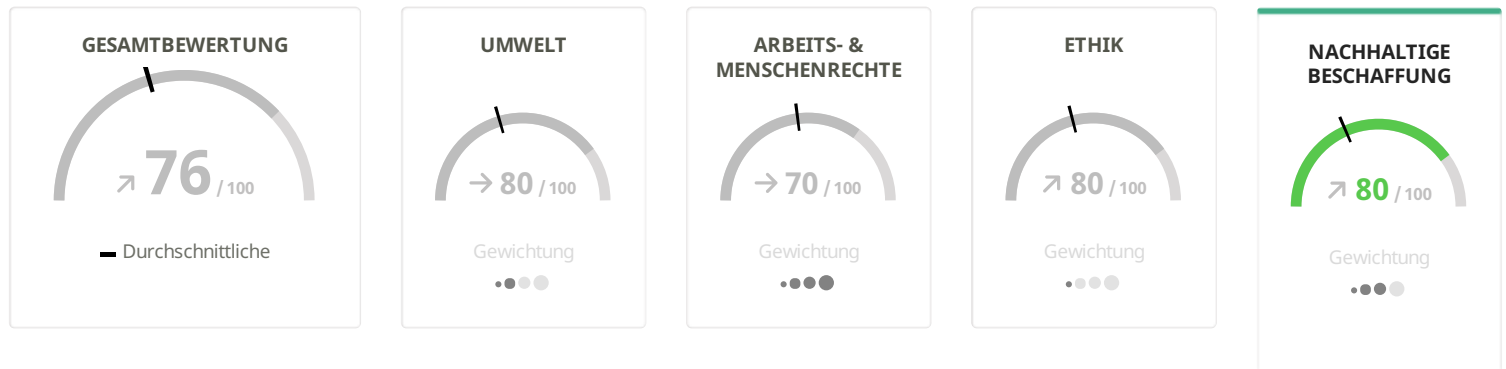 GESAMTBEWERTUNG
76 / 100
Durchschnittliche
UMWELT
80 / 100
Gewichtung
ARBEITS- &
MENSCHENRECHTE
70 / 100
Gewichtung
ETHIK
80 / 100
Gewichtung
NACHHALTIGE
BESCHAFFUNG
80 / 100
Gewichtung